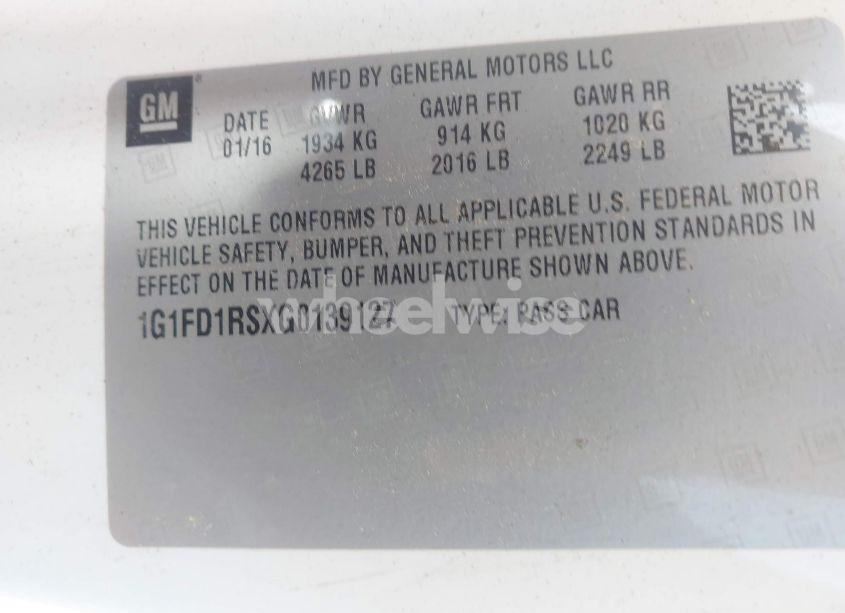 MFD BY GENERAL MOTORS LLC
GM
DATE GVWR GAWR FRT GAWR RR
01/16 1934 KG 914 KG 1020 KG
4265 LB 2016 LB 2249 LB
THIS VEHICLE CONFORMS TO ALL APPLICABLE U.S. FEDERAL MOTOR
VEHICLE SAFETY, BUMPER, AND THEFT PREVENTION STANDARDS IN
EFFECT ON THE DATE OF MANUFACTURE SHOWN ABOVE.
1G1FD1RSXG0139127 TYPE: PASS CAR
wheelwise